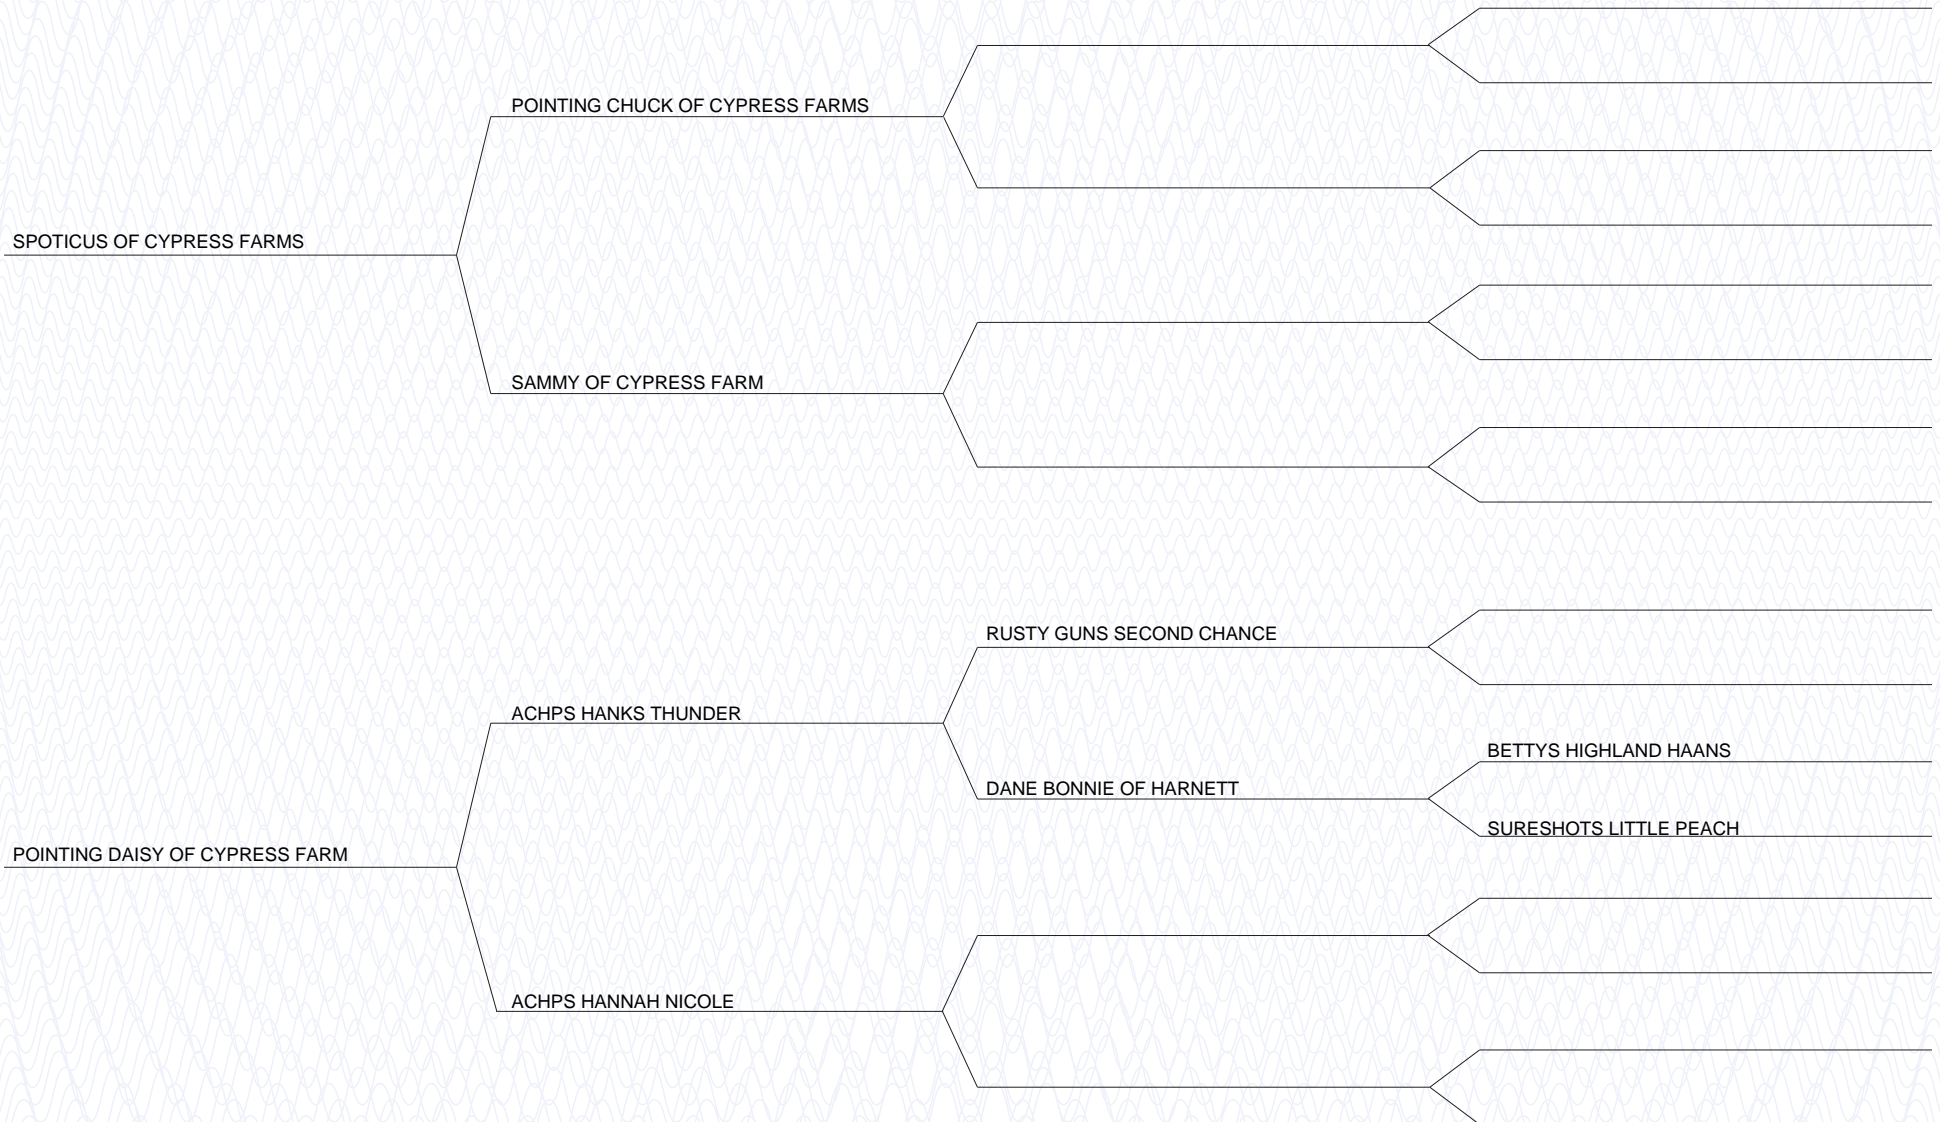 POINTING CHUCK OF CYPRESS FARMS
SPOTICUS OF CYPRESS FARMS
SAMMY OF CYPRESS FARM
RUSTY GUNS SECOND CHANCE
ACHPS HANKS THUNDER
BETTYS HIGHLAND HAANS
DANE BONNIE OF HARNETT
SURESHOTS LITTLE PEACH
POINTING DAISY OF CYPRESS FARM
ACHPS HANNAH NICOLE